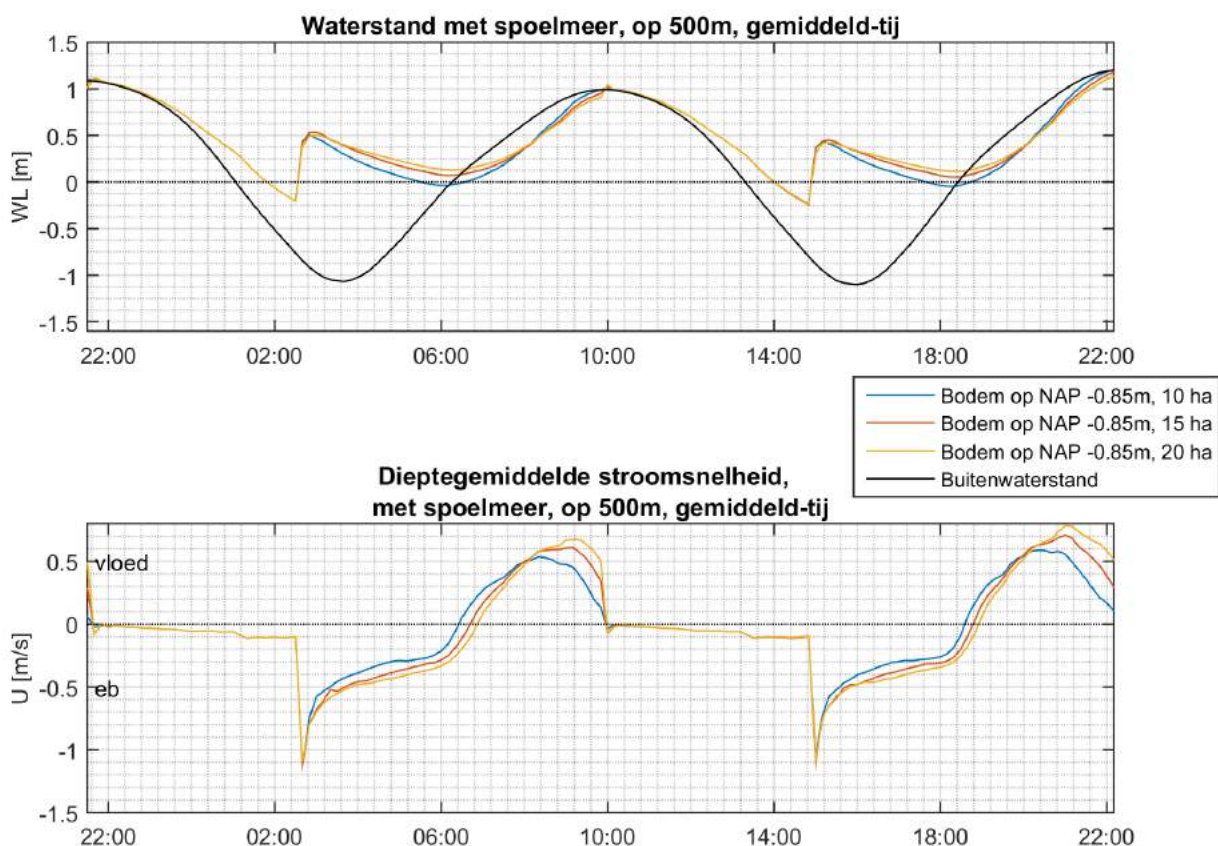 Waterstand met spoelmeer, op 500m, gemiddeld-tij
WL [m]
1.5
1
0.5
0
-0.5
-1
-1.5
22:00 02:00 06:00 10:00 14:00 18:00 22:00
Bodem op NAP -0.85m, 10 ha
Bodem op NAP -0.85m, 15 ha
Bodem op NAP -0.85m, 20 ha
Buitenwaterstand
Dieptegemiddelde stroomsnelheid,
met spoelmeer, op 500m, gemiddeld-tij
U [m/s]
0.5
0
-0.5
-1
-1.5
vloed
eb
22:00 02:00 06:00 10:00 14:00 18:00 22:00